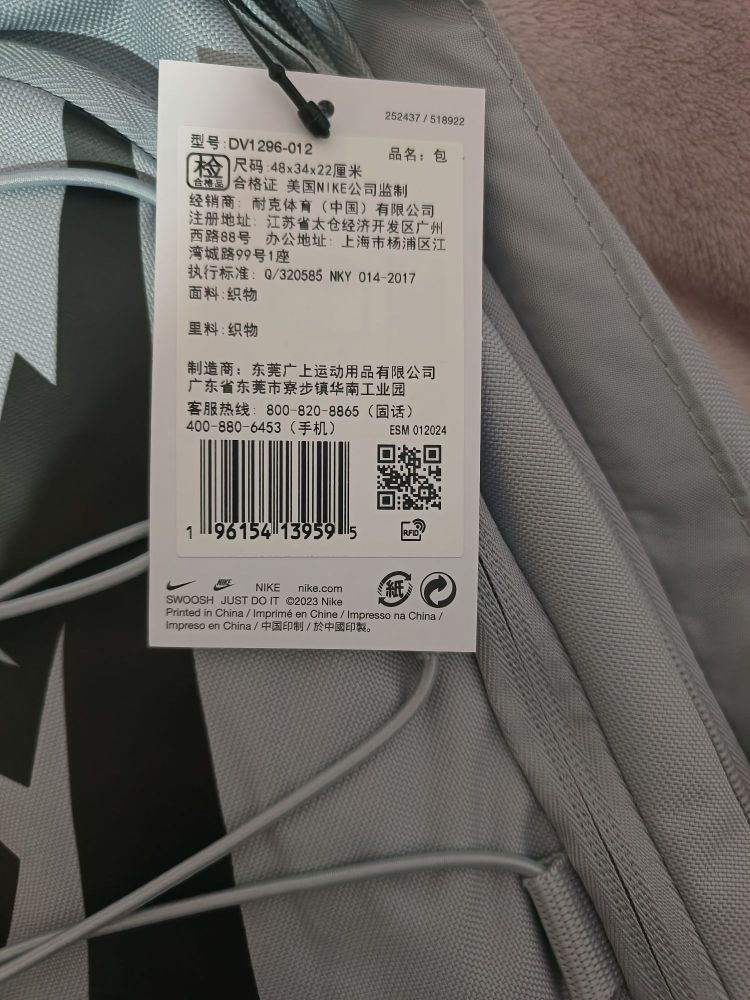 252437 / 518922
型号:DV1296-012
品名：包
检 合格品
尺码:48x34x22厘米
合格证 美国NIKE公司监制
经销商： 耐克体育（中国）有限公司
注册地址： 江苏省太仓经济开发区广州
西路88号 办公地址：上海市杨浦区江
湾城路99号1座
执行标准：Q/320585 NKY 014-2017
面料:织物
里料:织物
制造商：东莞广上运动用品有限公司
广东省东莞市寮步镇华南工业园
客服热线：800-820-8865（固话）
400-880-6453（手机）
ESM 012024
1 96154 13959 5
RFID
NIKE NIKE nike.com
紙
SWOOSH JUST DO IT ©2023 Nike
Printed in China / Imprimé en Chine / Impresso na China /
Impreso en China / 中国印制 / 於中國印製。